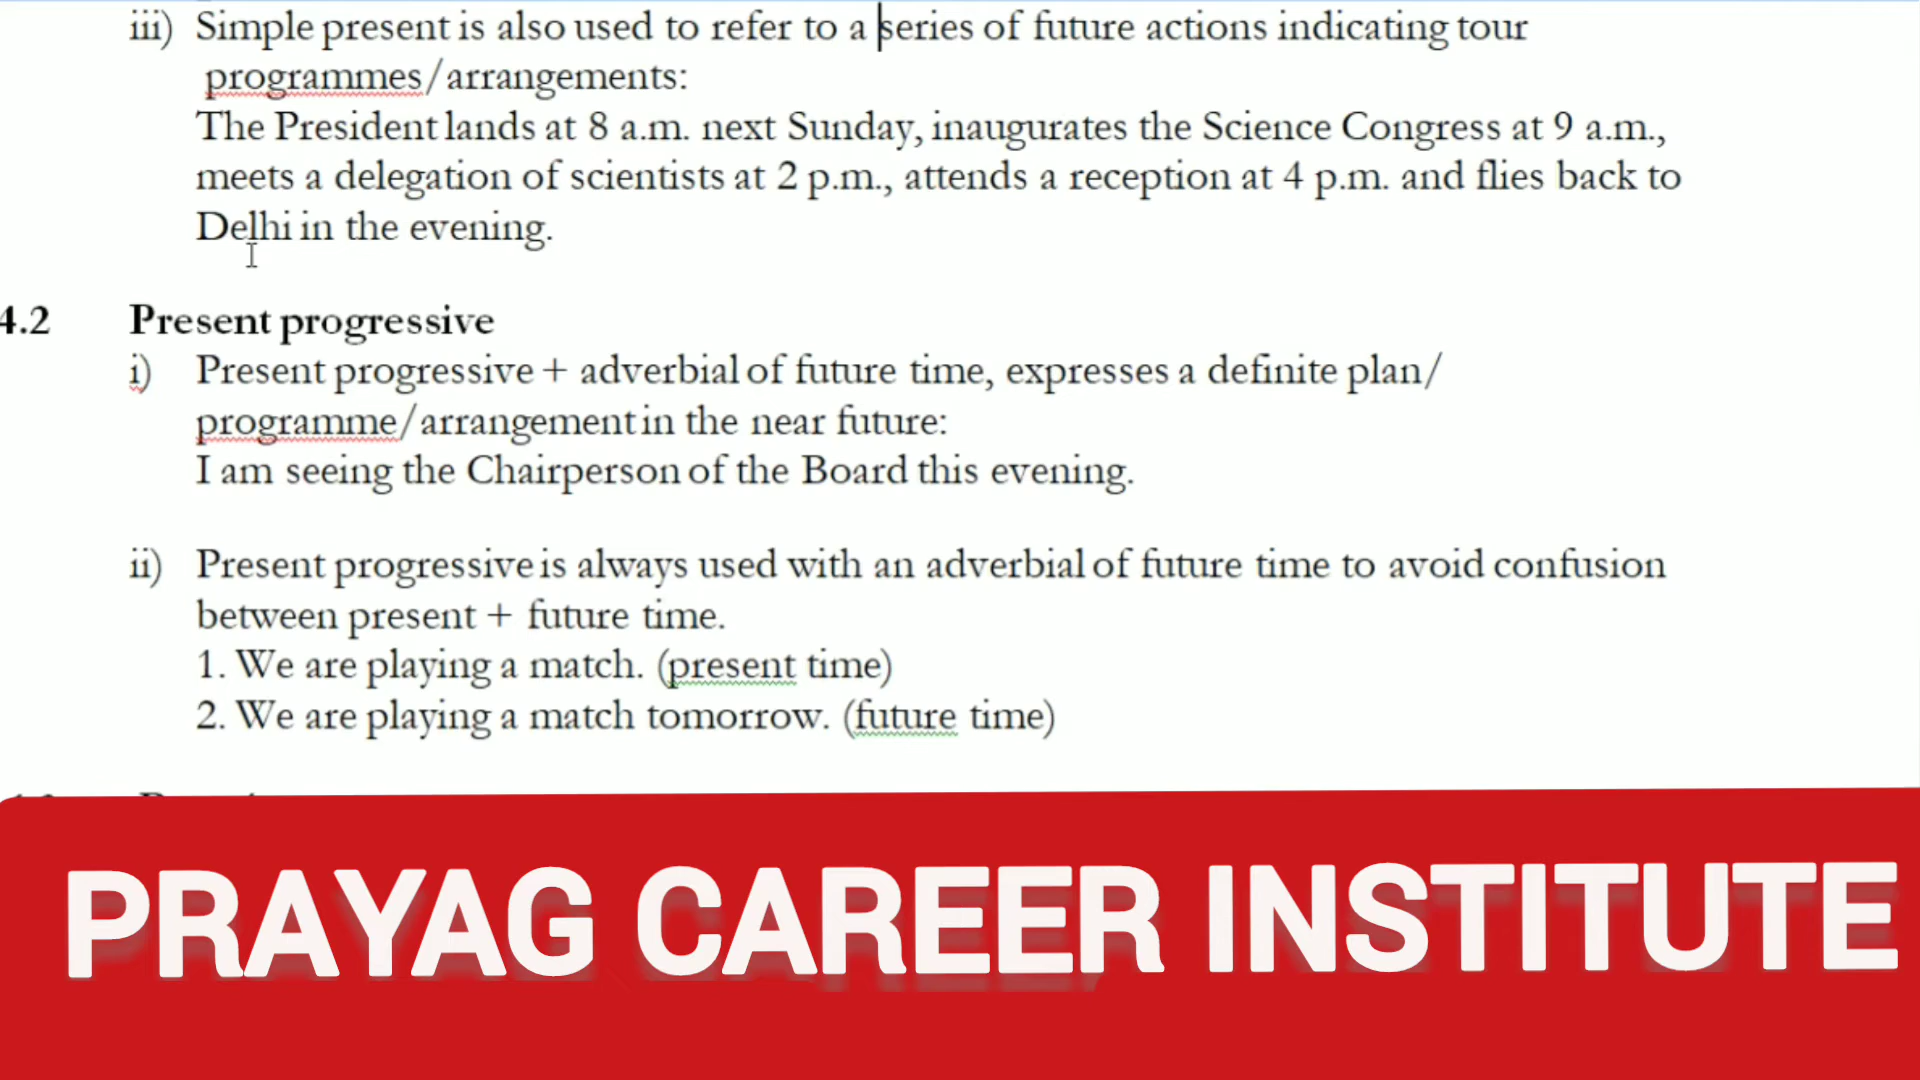 iii) Simple present is also used to refer to a series of future actions indicating tour
programmes/arrangements:
The President lands at 8 a.m. next Sunday, inaugurates the Science Congress at 9 a.m.,
meets a delegation of scientists at 2 p.m., attends a reception at 4 p.m. and flies back to
Delhi in the evening.
4.2 Present progressive
i) Present progressive + adverbial of future time, expresses a definite plan/
programme/arrangement in the near future:
I am seeing the Chairperson of the Board this evening.
ii) Present progressive is always used with an adverbial of future time to avoid confusion
between present + future time.
1. We are playing a match. (present time)
2. We are playing a match tomorrow. (future time)
PRAYAG CAREER INSTITUTE